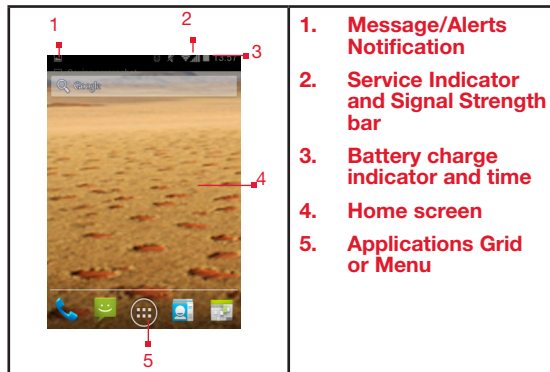 1
2
13:57
3
Google
4
5
1. Message/Alerts
Notification
2. Service Indicator
and Signal Strength
bar
3. Battery charge
indicator and time
4. Home screen
5. Applications Grid
or Menu